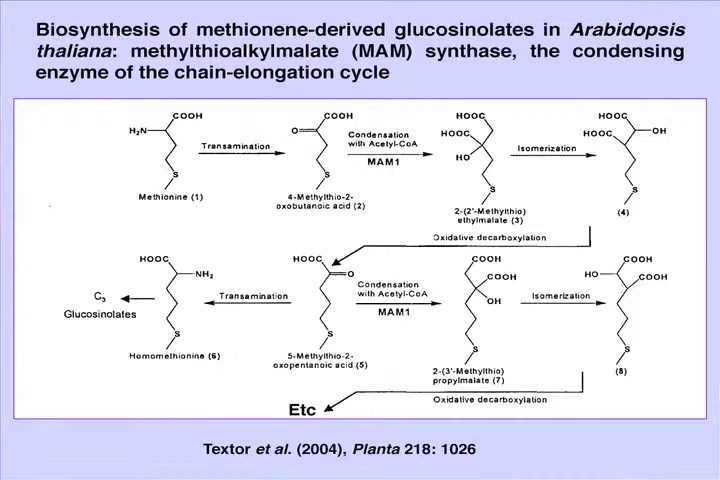 Biosynthesis of methionene-derived glucosinolates in Arabidopsis
thaliana: methylthioalkylmalate (MAM) synthase, the condensing
enzyme of the chain-elongation cycle
COOH
H₂N
S
Methionine (1)
Transamination
COOH
O
S
4-Methylthio-2-
oxobutanoic acid (2)
Condensation
with Acetyl-CoA
MAM1
HOOC
HOOC
HO
S
2-(2'-Methylthio)
ethylmalate (3)
Isomerization
HOOC
OH
HOOC
S
(4)
Oxidative decarboxylation
C₃
Glucosinolates
HOOC
NH₂
S
Homomethionine (6)
Transamination
HOOC
O
S
5-Methylthio-2-
oxopentanoic acid (5)
Condensation
with Acetyl-CoA
MAM1
COOH
COOH
OH
S
2-(3'-Methylthio)
propylmalate (7)
Isomerization
COOH
HO
COOH
S
(8)
Oxidative decarboxylation
Etc
Textor et al. (2004), Planta 218: 1026